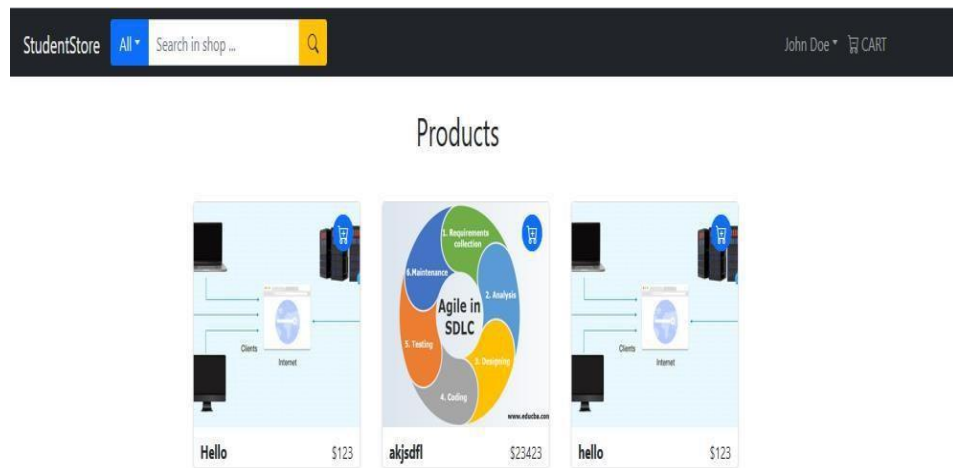 StudentStore All Search in shop ... John Doe CART
Products
Clients
Internet
1. Requirements
collection
2. Analysis
3. Designing
4. Coding
5. Testing
6.Maintenance
Agile in
SDLC
www.educba.com
Clients
Internet
Hello $123
akjsdfl $23423
hello $123